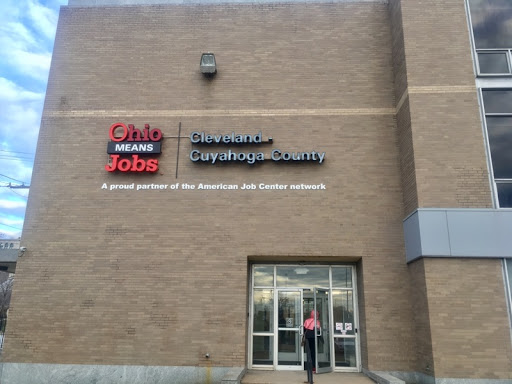 Ohio
MEANS
Jobs
Cleveland -
Cuyahoga County
A proud partner of the American Job Center network